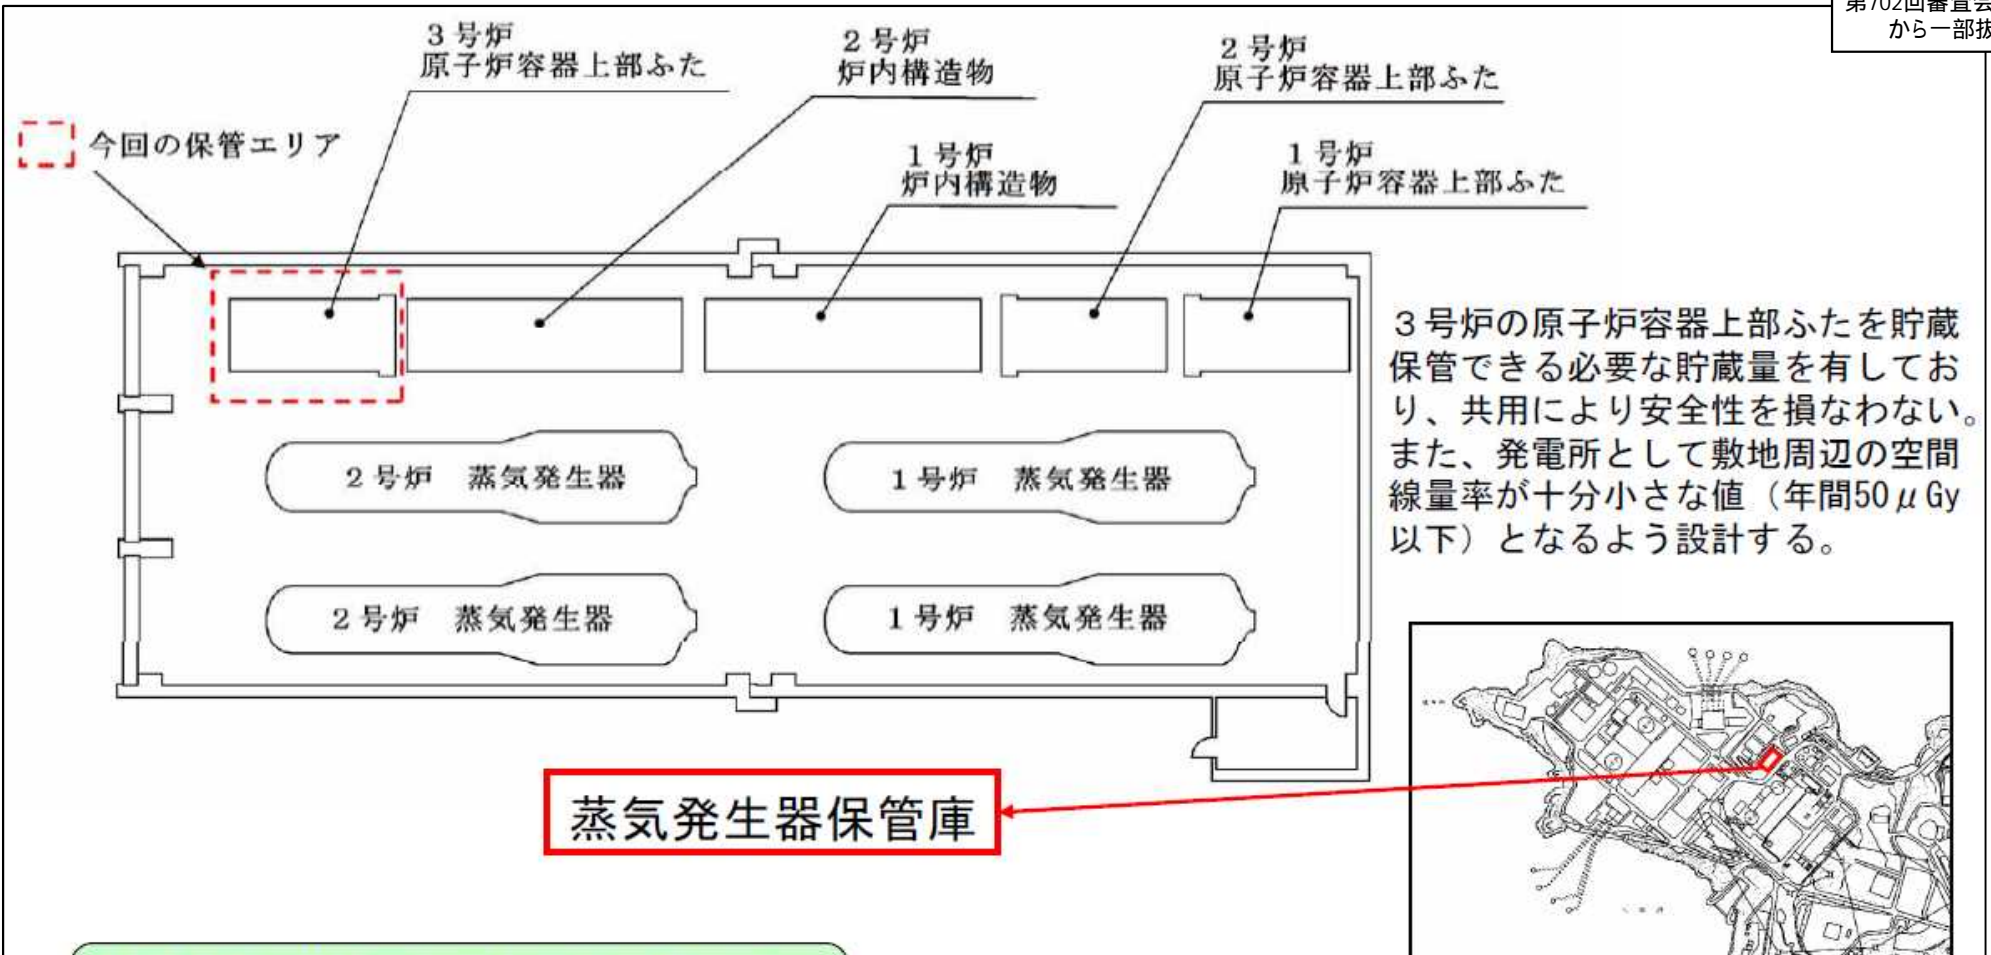 第702回審査会
から一部抜
3号炉
原子炉容器上部ふた
2号炉
炉内構造物
2号炉
原子炉容器上部ふた
今回の保管エリア
1号炉
炉内構造物
1号炉
原子炉容器上部ふた
3号炉の原子炉容器上部ふたを貯蔵
保管できる必要な貯蔵量を有してお
り、共用により安全性を損なわない。
また、発電所として敷地周辺の空間
線量率が十分小さな値（年間50μGy
以下）となるよう設計する。
2号炉 蒸気発生器
1号炉 蒸気発生器
2号炉 蒸気発生器
1号炉 蒸気発生器
蒸気発生器保管庫